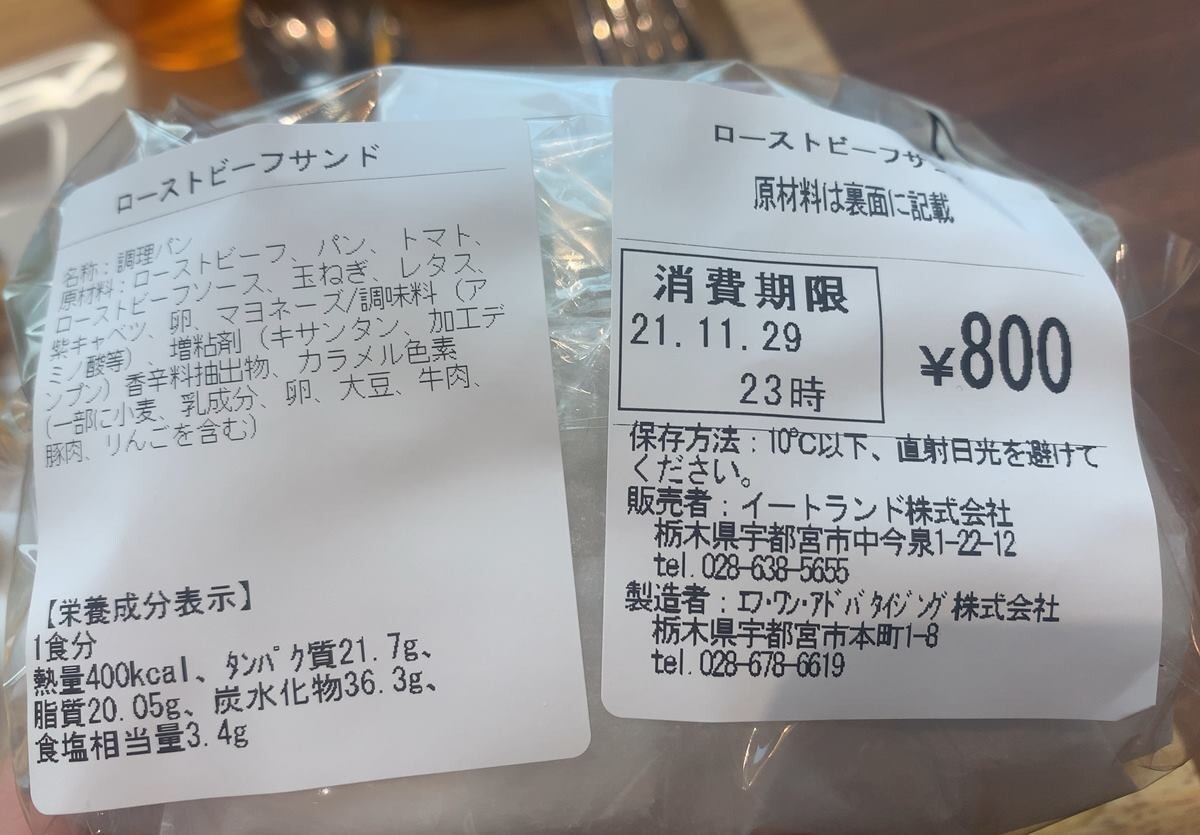 ローストビーフサンド
名称:調理パン
原材料:ローストビーフ、パン、トマト、
ローストビーフソース、玉ねぎ、レタス、
紫キャベツ、卵、マヨネーズ/調味料(ア
ミノ酸等)、増粘剤(キサンタン、加工デ
ンプン)香辛料抽出物、カラメル色素
(一部に小麦、乳成分、卵、大豆、牛肉、
豚肉、りんごを含む)
【栄養成分表示】
1食分
熱量400kcal、タンパク質21.7g、
脂質20.05g、炭水化物36.3g、
食塩相当量3.4g
ローストビーフサ
原材料は裏面に記載
消費期限
21.11.29
23時
¥800
保存方法:10℃以下、直射日光を避けて
ください。
販売者:イートランド株式会社
栃木県宇都宮市中今泉1-22-12
tel.028-638-5655
製造者:エフ・ワン・アドバタイジング株式会社
栃木県宇都宮市本町1-8
tel.028-678-6619